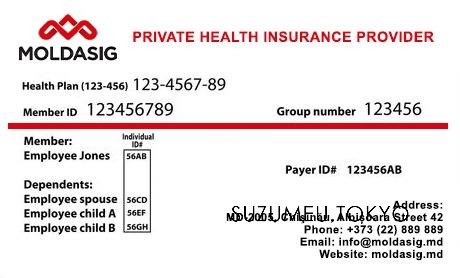 MOLDASIG
PRIVATE HEALTH INSURANCE PROVIDER
Health Plan (123-456) 123-4567-89
Member ID 123456789
Group number 123456
Individual
ID#
Member:
Employee Jones 56AB
Dependents:
Employee spouse 56CD
Employee child A 56EF
Employee child B 56GH
Payer ID# 123456AB
SUZUMEU TOKYO
Address:
MD-2005, Chişinău, Albişoara Street 42
Phone: +373 (22) 889 889
Email: info@moldasig.md
Website: moldasig.md